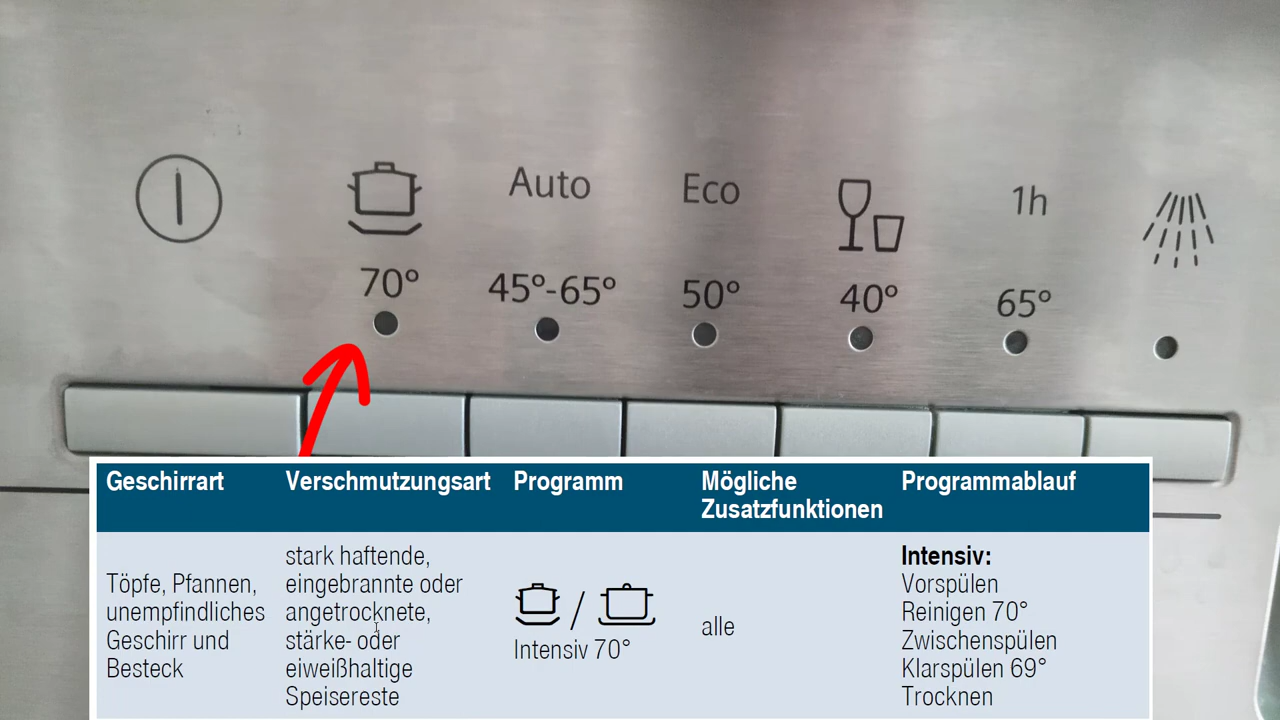 Auto
Eco
1h
70°
45°-65°
50°
40°
65°
Geschirrart
Verschmutzungsart
Programm
Mögliche
Zusatzfunktionen
Programmablauf
Töpfe, Pfannen,
unempfindliches
Geschirr und
Besteck
stark haftende,
eingebrannte oder
angetrocknete,
stärke- oder
eiweißhaltige
Speisereste
/
Intensiv 70°
alle
Intensiv:
Vorspülen
Reinigen 70°
Zwischenspülen
Klarspülen 69°
Trocknen